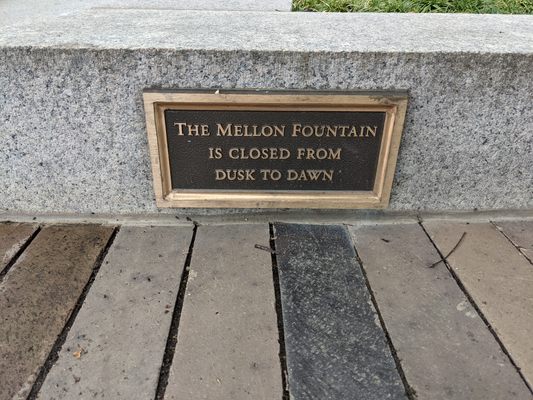 THE MELLON FOUNTAIN
IS CLOSED FROM
DUSK TO DAWN